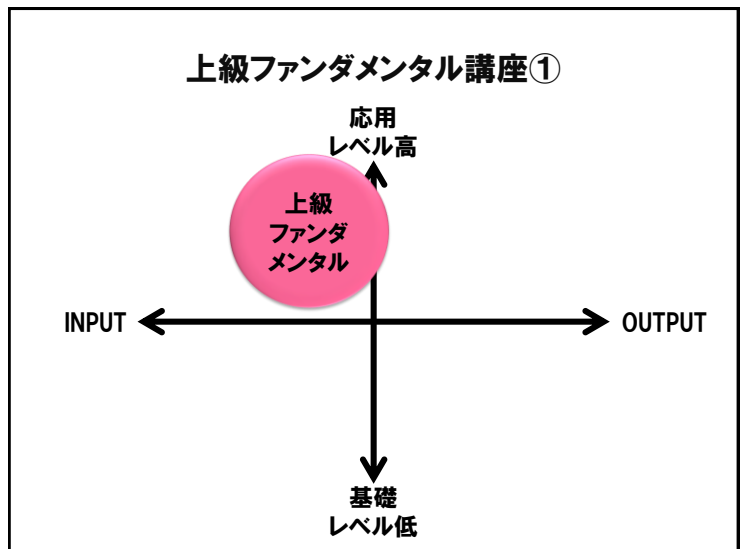 上級ファンダメンタル講座①
応用
レベル高
上級
ファンダ
メンタル
INPUT
OUTPUT
基礎
レベル低